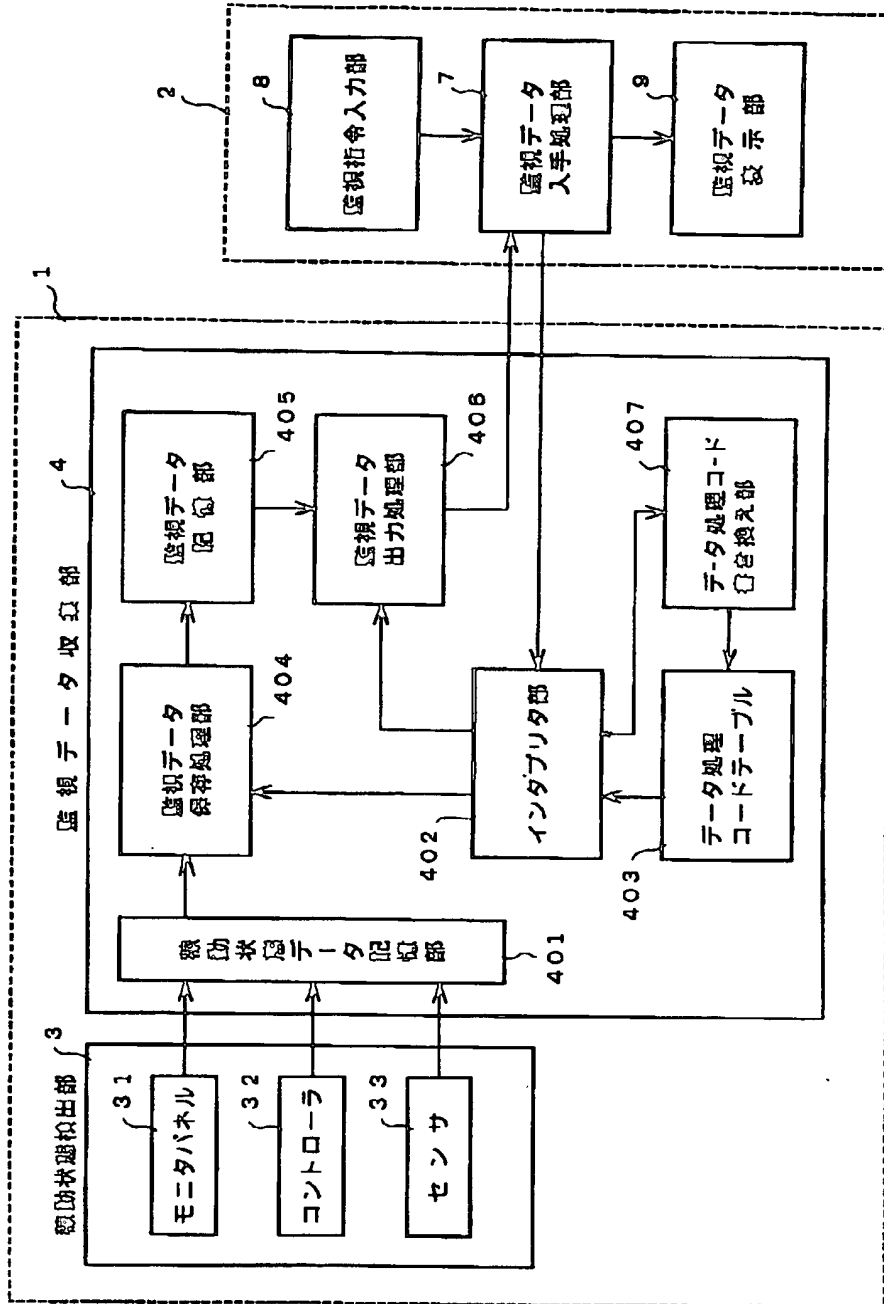 1
3
状態検出部
31
モニタパネル
32
コントローラ
33
センサ
4
監視データ収集部
状態データ記憶部
401
監視データ
保存処理部
404
監視データ
記憶部
405
監視データ
出力処理部
406
インタプリタ部
402
データ処理
コードテーブル
403
データ処理コード
書き換え部
407
2
監視指令入力部
8
監視データ
入手処理部
7
監視データ
表示部
9